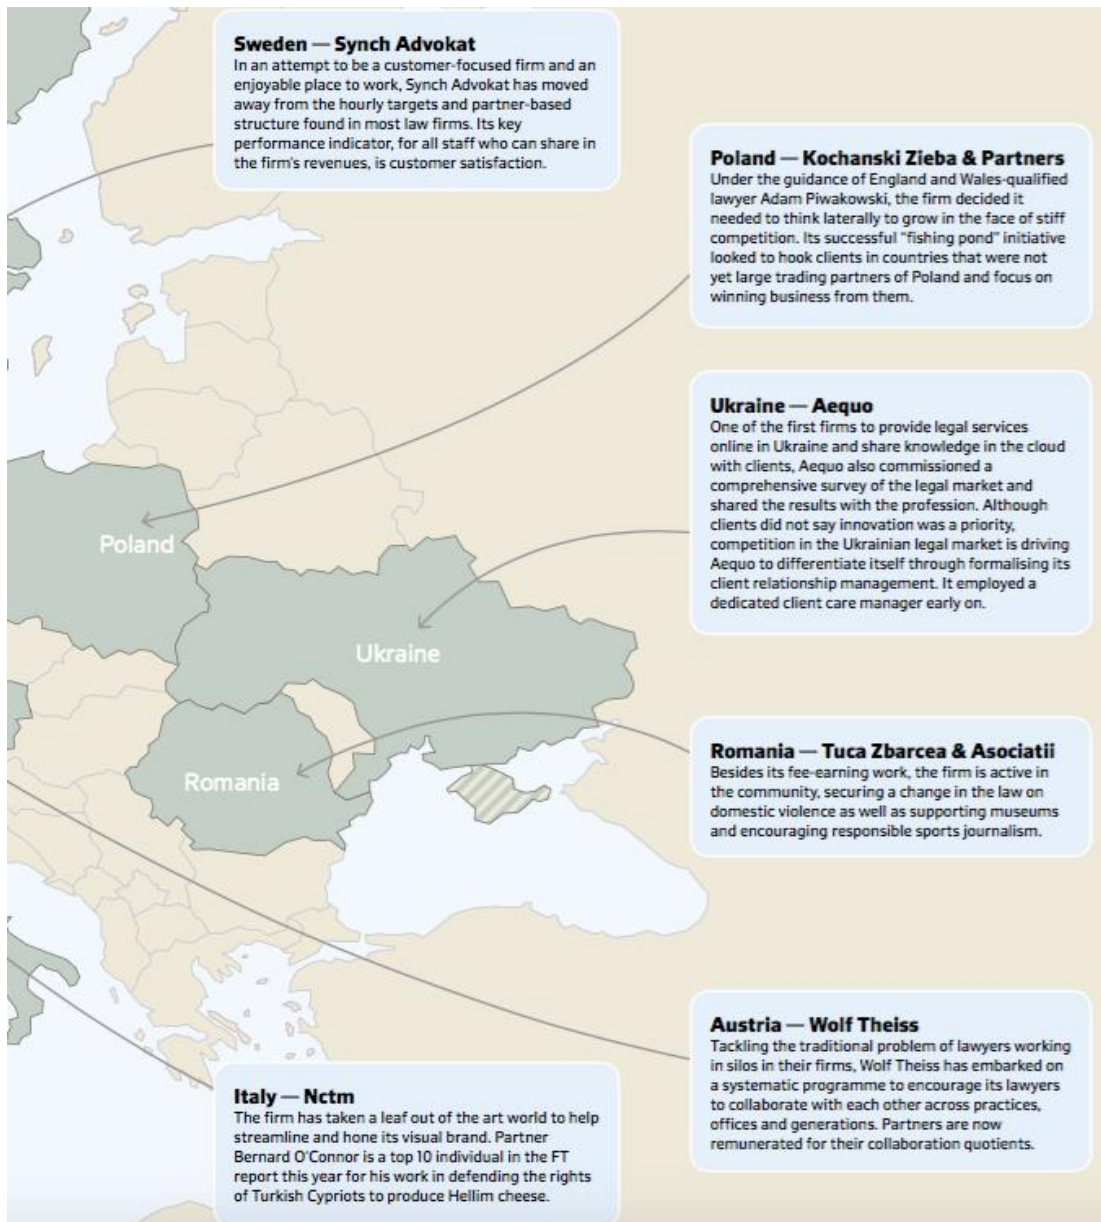 Sweden — Synch Advokat
In an attempt to be a customer-focused firm and an
enjoyable place to work, Synch Advokat has moved
away from the hourly targets and partner-based
structure found in most law firms. Its key
performance indicator, for all staff who can share in
the firm's revenues, is customer satisfaction.
Poland — Kochanski Zieba & Partners
Under the guidance of England and Wales-qualified
lawyer Adam Piwakowski, the firm decided it
needed to think laterally to grow in the face of stiff
competition. Its successful "fishing pond" initiative
looked to hook clients in countries that were not
yet large trading partners of Poland and focus on
winning business from them.
Ukraine — Aequo
One of the first firms to provide legal services
online in Ukraine and share knowledge in the cloud
with clients, Aequo also commissioned a
comprehensive survey of the legal market and
shared the results with the profession. Although
clients did not say innovation was a priority,
competition in the Ukrainian legal market is driving
Aequo to differentiate itself through formalising its
client relationship management. It employed a
dedicated client care manager early on.
Poland
Ukraine
Romania
Romania — Tuca Zbarcea & Asociatii
Besides its fee-earning work, the firm is active in
the community, securing a change in the law on
domestic violence as well as supporting museums
and encouraging responsible sports journalism.
Austria — Wolf Theiss
Tackling the traditional problem of lawyers working
in silos in their firms, Wolf Theiss has embarked on
a systematic programme to encourage its lawyers
to collaborate with each other across practices,
offices and generations. Partners are now
remunerated for their collaboration quotients.
Italy — Nctm
The firm has taken a leaf out of the art world to help
streamline and hone its visual brand. Partner
Bernard O'Connor is a top 10 individual in the FT
report this year for his work in defending the rights
of Turkish Cypriots to produce Hellim cheese.